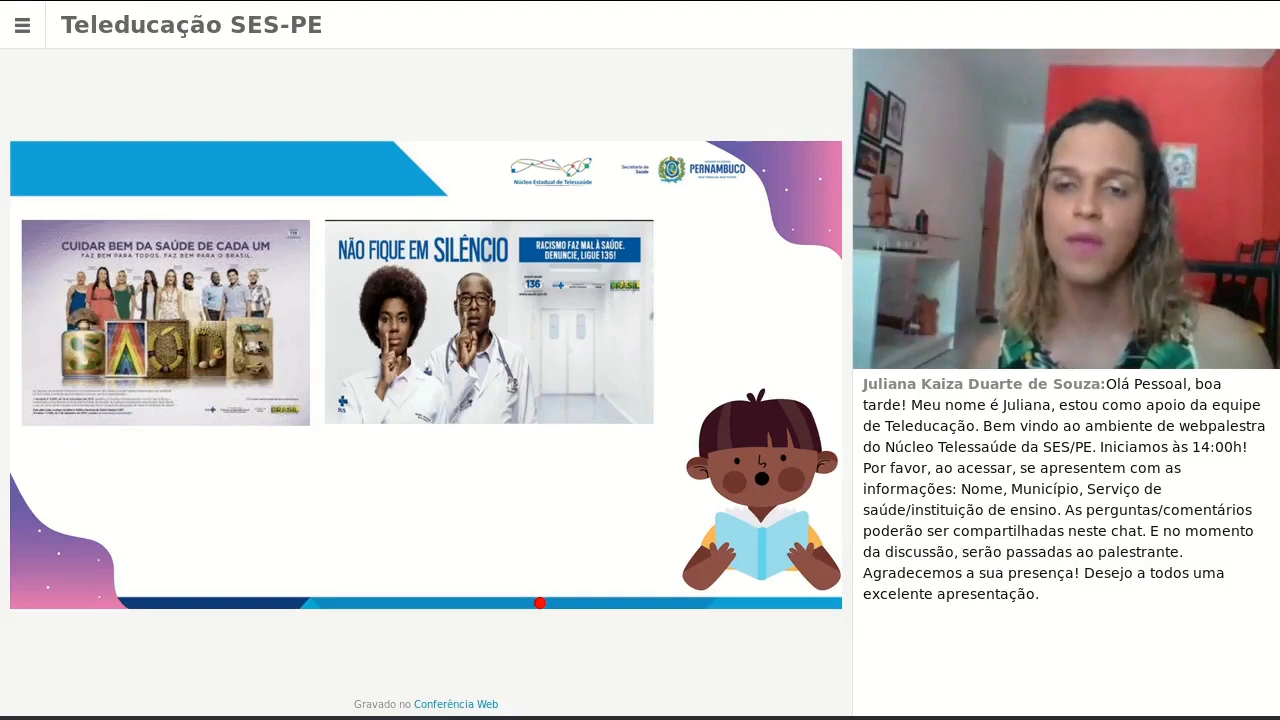 Teleducação SES-PE
Núcleo Estadual de Telessaúde
Secretaria de
Saúde
PERNAMBUCO
CUIDAR BEM DA SAÚDE DE CADA UM
FAZ BEM PARA TODOS. FAZ BEM PARA O BRASIL.
SAÚDE
BRASIL
NÃO FIQUE EM SILÊNCIO
RACISMO FAZ MAL À SAÚDE.
DENUNCIE, LIGUE 136!
136
BRASIL
SUS
Juliana Kaiza Duarte de Souza:Olá Pessoal, boa
tarde! Meu nome é Juliana, estou como apoio da equipe
de Teleducação. Bem vindo ao ambiente de webpalestra
do Núcleo Telessaúde da SES/PE. Iniciamos às 14:00h!
Por favor, ao acessar, se apresentem com as
informações: Nome, Município, Serviço de
saúde/instituição de ensino. As perguntas/comentários
poderão ser compartilhadas neste chat. E no momento
da discussão, serão passadas ao palestrante.
Agradecemos a sua presença! Desejo a todos uma
excelente apresentação.
Gravado no Conferência Web